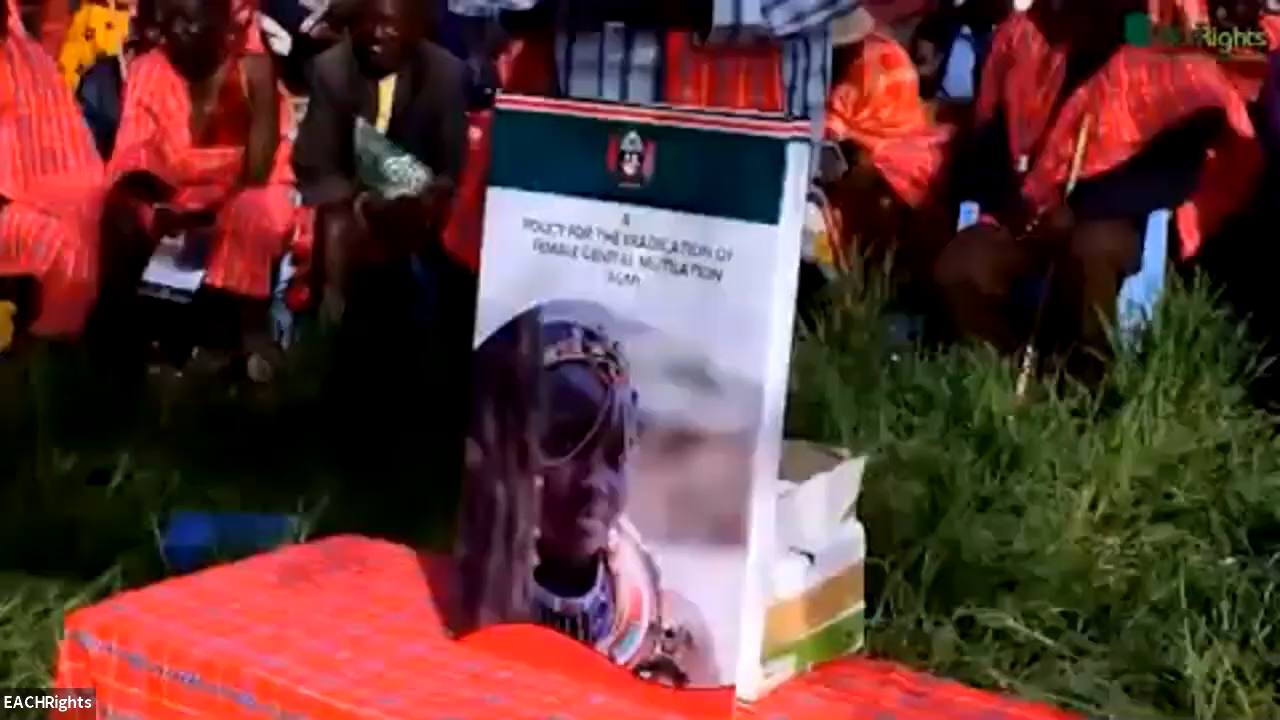 Rights
A
POLICY FOR THE ERADICATION OF
FEMALE GENITAL MUTILATION
EACHRights